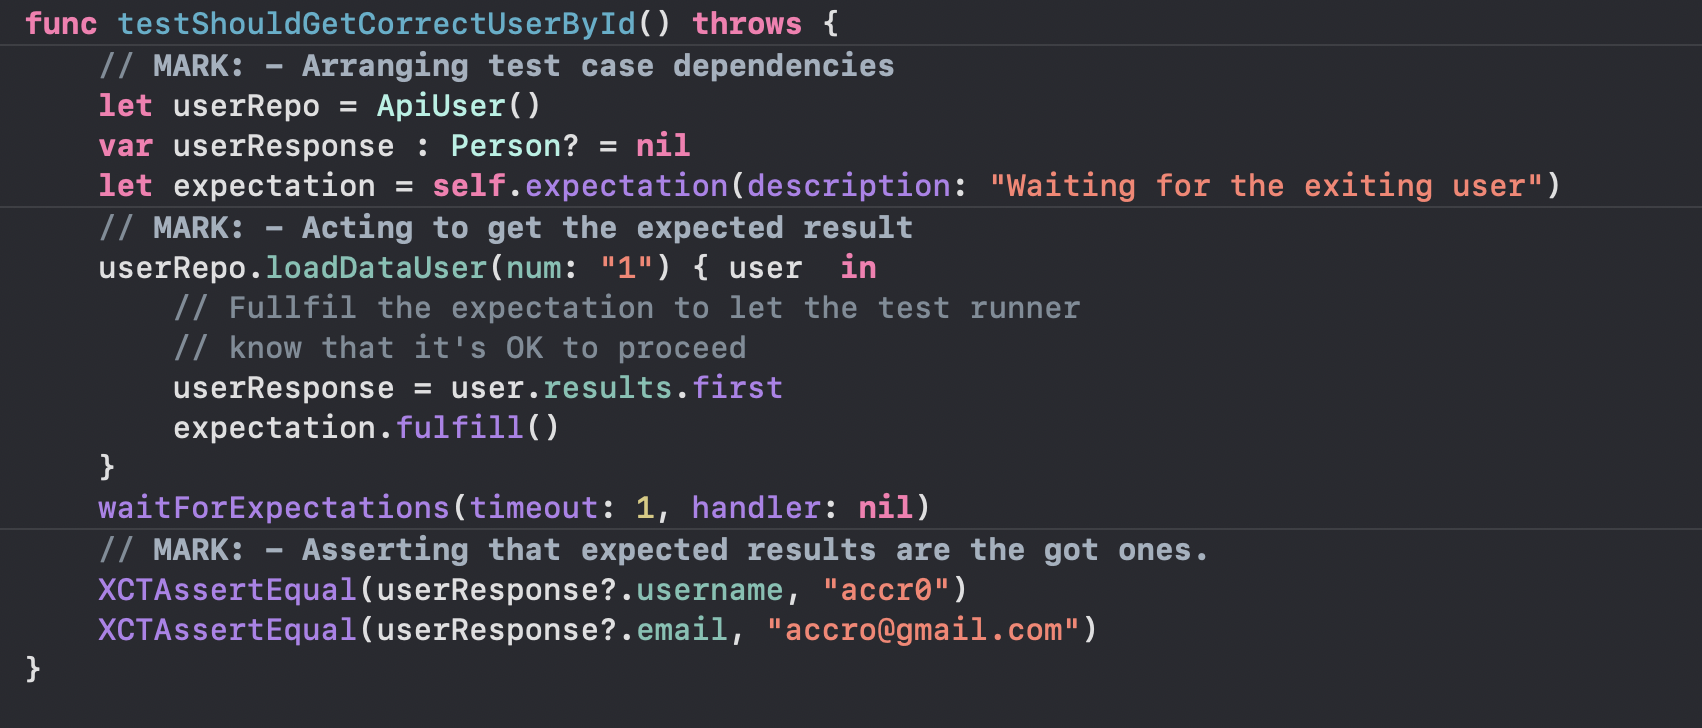 func testShouldGetCorrectUserById() throws {
    // MARK: - Arranging test case dependencies
    let userRepo = ApiUser()
    var userResponse : Person? = nil
    let expectation = self.expectation(description: "Waiting for the exiting user")
    // MARK: - Acting to get the expected result
    userRepo.loadDataUser(num: "1") { user  in
        // Fullfil the expectation to let the test runner
        // know that it's OK to proceed
        userResponse = user.results.first
        expectation.fulfill()
    }
    waitForExpectations(timeout: 1, handler: nil)
    // MARK: - Asserting that expected results are the got ones.
    XCTAssertEqual(userResponse?.username, "accr0")
    XCTAssertEqual(userResponse?.email, "accro@gmail.com")
}